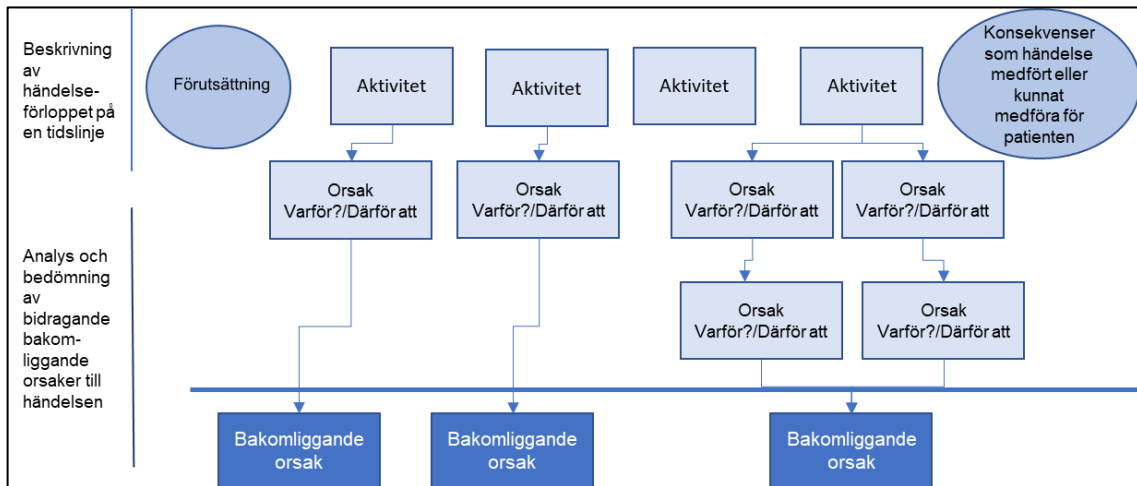 Beskrivning
av
händelse-
förloppet på
en tidslinje
Förutsättning
Aktivitet
Aktivitet
Aktivitet
Aktivitet
Konsekvenser
som händelse
medfört eller
kunnat
medföra för
patienten
Orsak
Varför?/Därför att
Orsak
Varför?/Därför att
Orsak
Varför?/Därför att
Orsak
Varför?/Därför att
Analys och
bedömning
av
bidragande
bakom-
liggande
orsaker till
händelsen
Orsak
Varför?/Därför att
Orsak
Varför?/Därför att
Bakomliggande
orsak
Bakomliggande
orsak
Bakomliggande
orsak